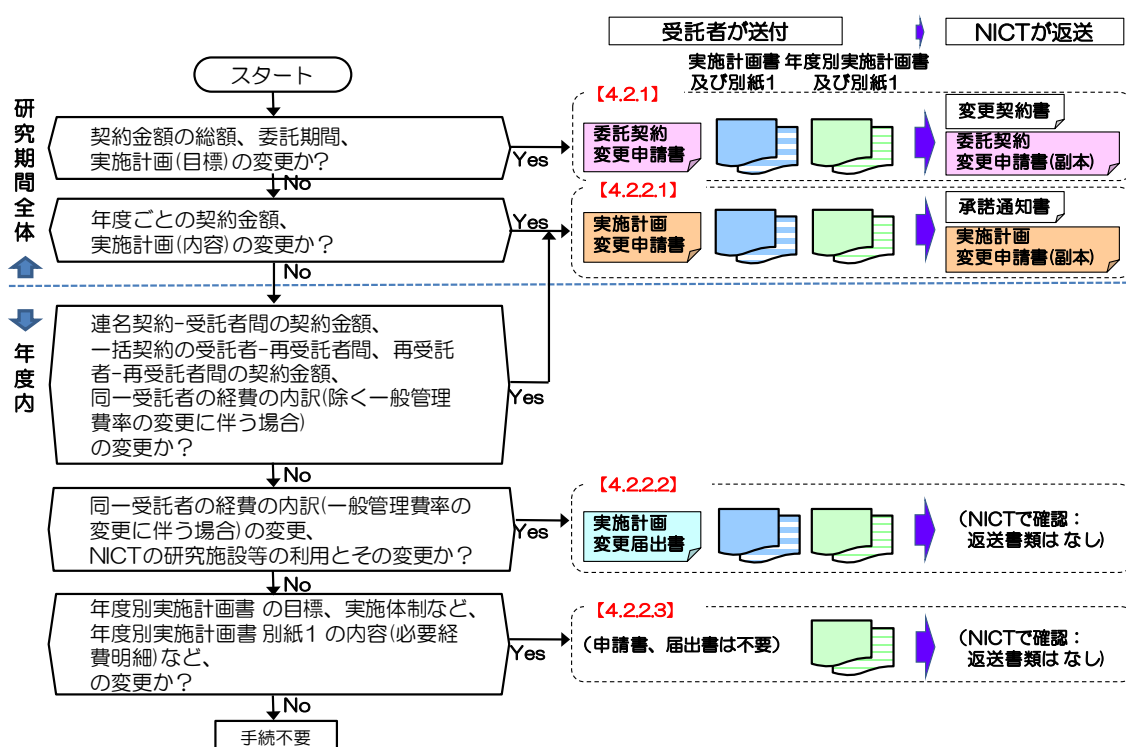 受託者が送付
NICTが返送
実施計画書
及び別紙1
年度別実施計画書
及び別紙1
スタート
研究期間全体
契約金額の総額、委託期間、
実施計画(目標)の変更か?
Yes
No
【4.2.1】
委託契約
変更申請書
変更契約書
委託契約
変更申請書(副本)
年度ごとの契約金額、
実施計画(内容)の変更か?
Yes
No
【4.2.2.1】
実施計画
変更申請書
承諾通知書
実施計画
変更申請書(副本)
年度内
連名契約-受託者間の契約金額、
一括契約の受託者-再受託者間、再受託
者-再受託者間の契約金額、
同一受託者の経費の内訳(除く一般管理
費率の変更に伴う場合)
の変更か?
Yes
No
同一受託者の経費の内訳(一般管理費率の
変更に伴う場合)の変更、
NICTの研究施設等の利用とその変更か?
Yes
No
【4.2.2.2】
実施計画
変更届出書
(NICTで確認:
返送書類は なし)
年度別実施計画書 の目標、実施体制など、
年度別実施計画書 別紙1 の内容(必要経
費明細)など、
の変更か?
Yes
No
【4.2.2.3】
(申請書、届出書は不要)
(NICTで確認:
返送書類は なし)
手続不要